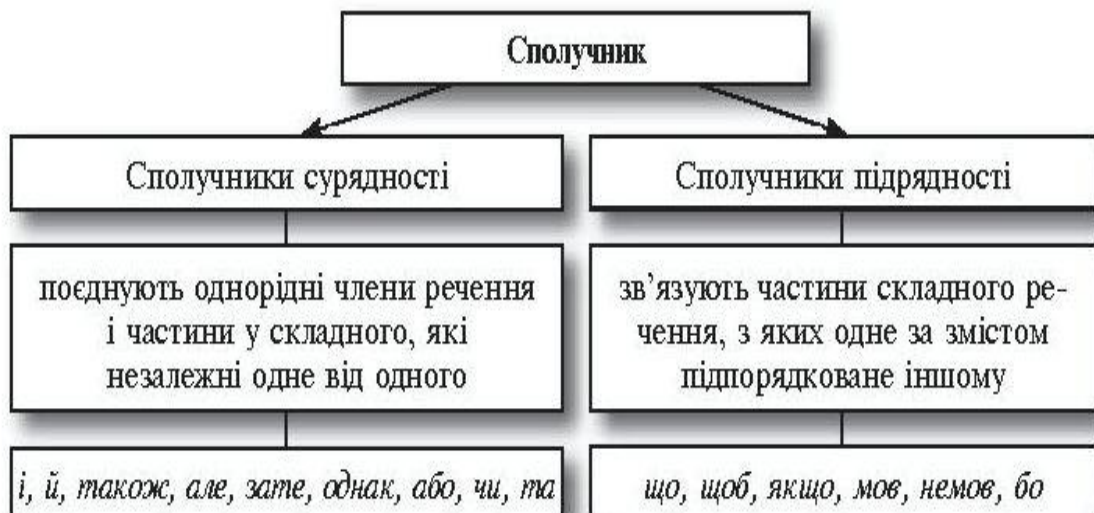 Сполучник
Сполучники сурядності
Сполучники підрядності
поєднують однорідні члени речення
і частини у складного, які
незалежні одне від одного
зв’язують частини складного ре-
чення, з яких одне за змістом
підпорядковане іншому
і, й, також, але, зате, однак, або, чи, та
що, щоб, якщо, мов, немов, бо